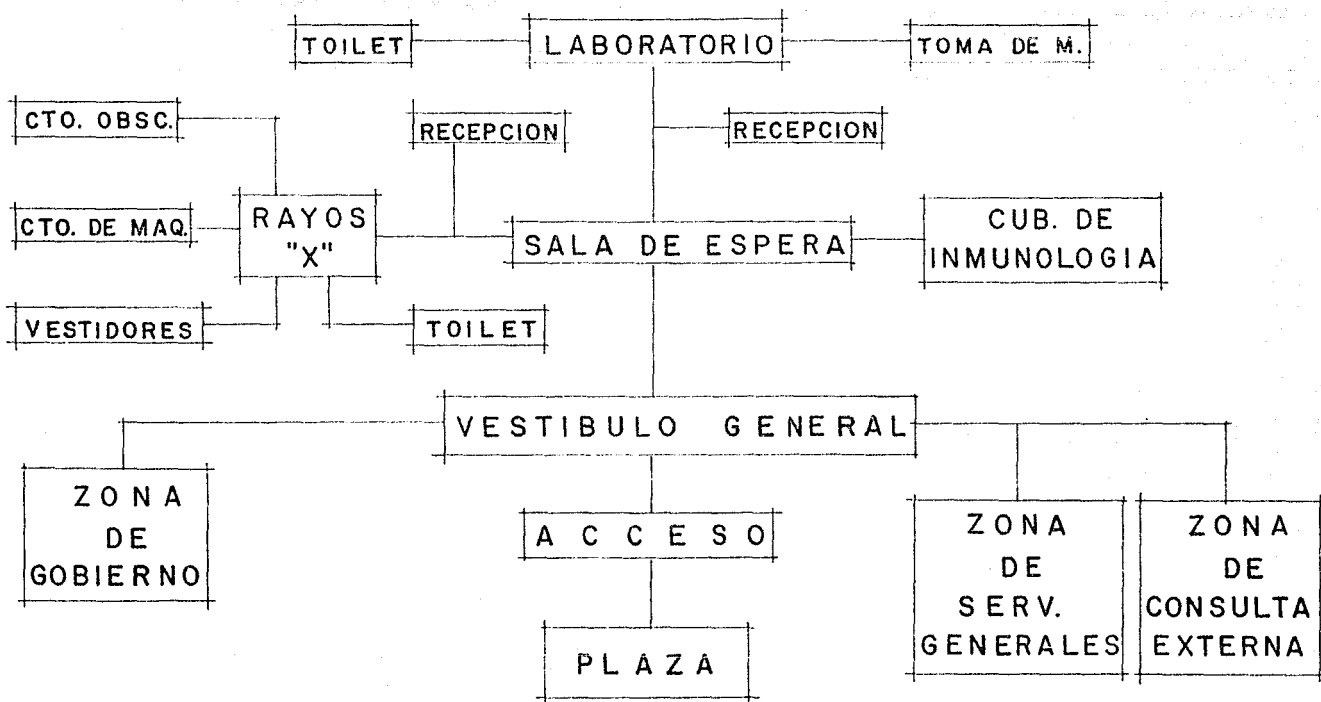 TOILET
LABORATORIO
TOMA DE M.
CTO. OBSC.
RECEPCION
RECEPCION
RAYOS
"X"
CTO. DE MAQ.
SALA DE ESPERA
CUB. DE
INMUNOLOGIA
VESTIDORES
TOILET
VESTIBULO GENERAL
ZONA
DE
GOBIERNO
ACCESO
ZONA
DE
SERV.
GENERALES
ZONA
DE
CONSULTA
EXTERNA
PLAZA